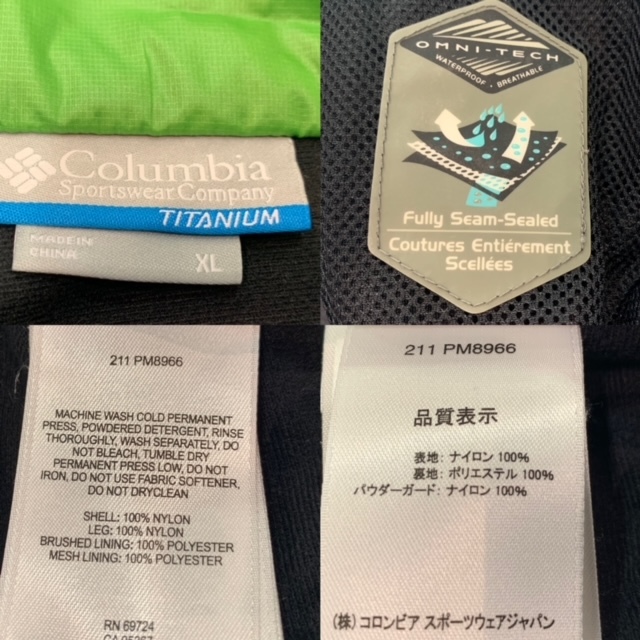 Columbia
Sportswear Company
TITANIUM
MADE IN
CHINA
XL
OMNI-TECH
WATERPROOF • BREATHABLE
Fully Seam-Sealed
Coutures Entiérement
Scellées
211 PM8966
MACHINE WASH COLD PERMANENT
PRESS, POWDERED DETERGENT, RINSE
THOROUGHLY, WASH SEPARATELY, DO
NOT BLEACH, TUMBLE DRY
PERMANENT PRESS LOW, DO NOT
IRON, DO NOT USE FABRIC SOFTENER,
DO NOT DRYCLEAN
SHELL: 100% NYLON
LEG: 100% NYLON
BRUSHED LINING: 100% POLYESTER
MESH LINING: 100% POLYESTER
RN 69724
211 PM8966
品質表示
表地: ナイロン 100%
裏地: ポリエステル 100%
パウダーガード: ナイロン 100%
(株) コロンビア スポーツウェアジャパン